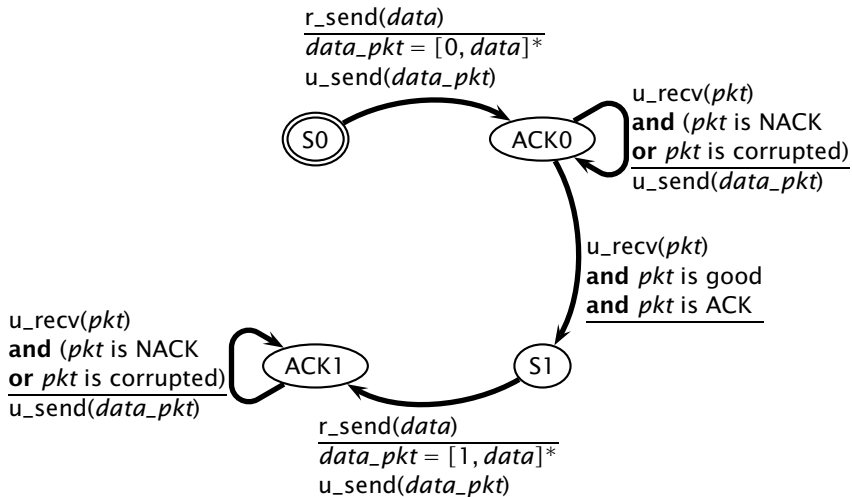 r_send(data)
data_pkt = [0, data]*
u_send(data_pkt)
S0
ACK0
u_recv(pkt)
and (pkt is NACK
or pkt is corrupted)
u_send(data_pkt)
u_recv(pkt)
and pkt is good
and pkt is ACK
u_recv(pkt)
and (pkt is NACK
or pkt is corrupted)
u_send(data_pkt)
ACK1
S1
r_send(data)
data_pkt = [1, data]*
u_send(data_pkt)